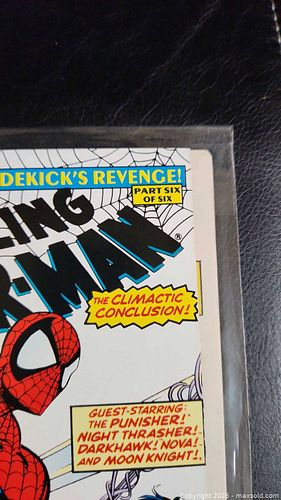 DEKICK'S REVENGE!
PART SIX
OF SIX
LING
R-MAN®
THE CLIMACTIC
CONCLUSION!
GUEST-STARRING:
THE PUNISHER!
NIGHT THRASHER!
DARKHAWK! NOVA!
AND MOON KNIGHT!
Copyright 2025 - maxsold.com